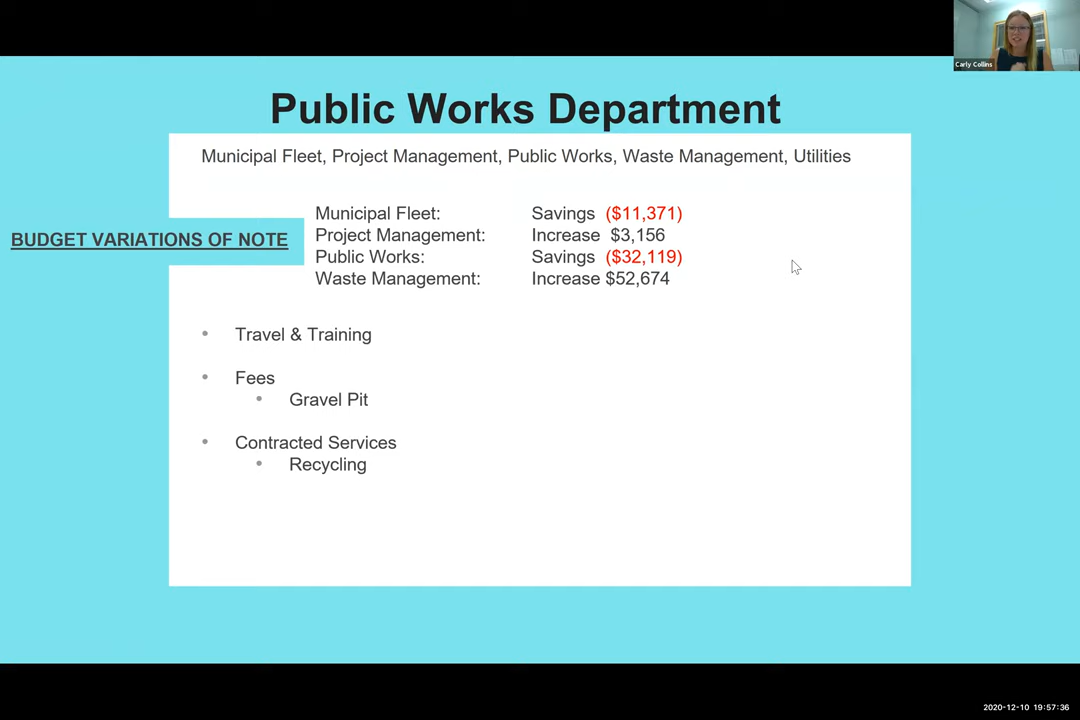 Carly Collins
Public Works Department
Municipal Fleet, Project Management, Public Works, Waste Management, Utilities
BUDGET VARIATIONS OF NOTE
Municipal Fleet: Savings ($11,371)
Project Management: Increase $3,156
Public Works: Savings ($32,119)
Waste Management: Increase $52,674
• Travel & Training
• Fees
• Gravel Pit
• Contracted Services
• Recycling
2020-12-10 19:57:36